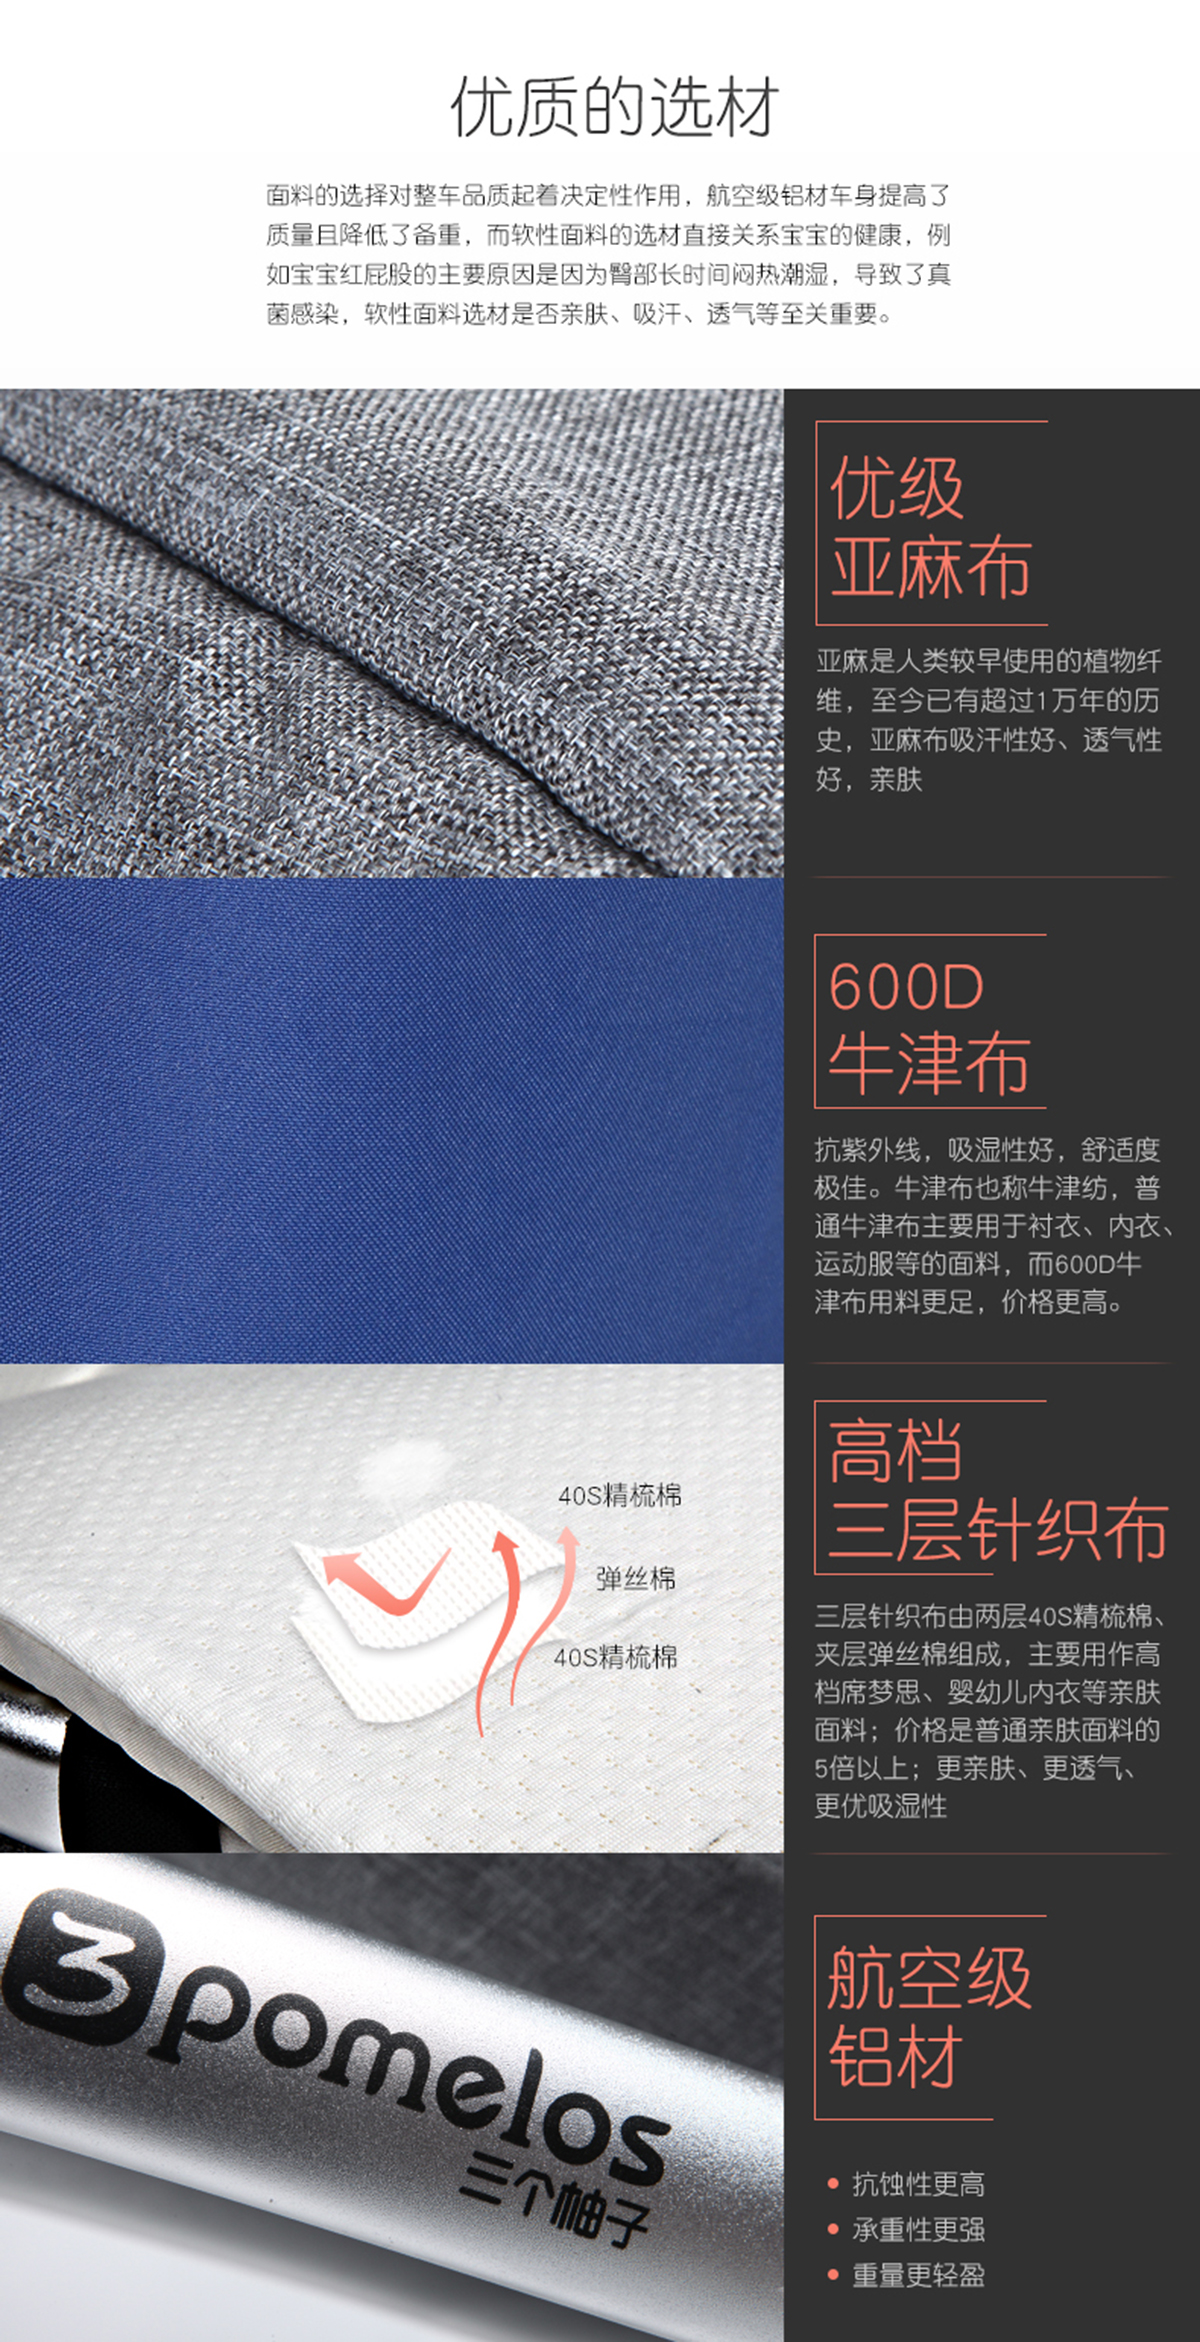 优质的选材
面料的选择对整车品质起着决定性作用，航空级铝材车身提高了
质量且降低了备重，而软性面料的选材直接关系宝宝的健康，例
如宝宝红屁股的主要原因是因为臀部长时间闷热潮湿，导致了真
菌感染，软性面料选材是否亲肤、吸汗、透气等至关重要。
优级
亚麻布
亚麻是人类较早使用的植物纤
维，至今已有超过1万年的历
史，亚麻布吸汗性好、透气性
好，亲肤
600D
牛津布
抗紫外线，吸湿性好，舒适度
极佳。牛津布也称牛津纺，普
通牛津布主要用于衬衣、内衣、
运动服等的面料，而600D牛
津布用料更足，价格更高。
40S精梳棉
弹丝棉
40S精梳棉
高档
三层针织布
三层针织布由两层40S精梳棉、
夹层弹丝棉组成，主要用作高
档席梦思、婴幼儿内衣等亲肤
面料；价格是普通亲肤面料的
5倍以上；更亲肤、更透气、
更优吸湿性
3 pomelos
三个柚子
航空级
铝材
抗蚀性更高
承重性更强
重量更轻盈